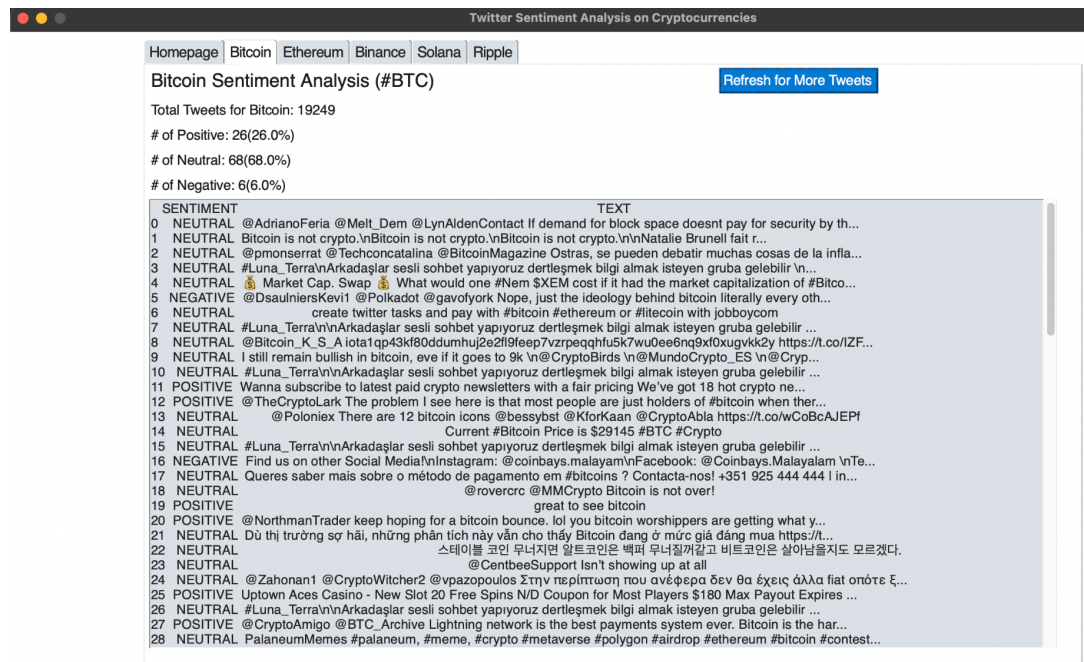 Twitter Sentiment Analysis on Cryptocurrencies
Homepage Bitcoin Ethereum Binance Solana Ripple
Bitcoin Sentiment Analysis (#BTC)
Refresh for More Tweets
Total Tweets for Bitcoin: 19249
# of Positive: 26(26.0%)
# of Neutral: 68(68.0%)
# of Negative: 6(6.0%)
SENTIMENT TEXT
0 NEUTRAL @AdrianoFeria @Melt_Dem @LynAldenContact If demand for block space doesnt pay for security by th...
1 NEUTRAL Bitcoin is not crypto.\nBitcoin is not crypto.\nBitcoin is not crypto.\n\nNatalie Brunell fait r...
2 NEUTRAL @pmonserrat @Techconcatalina @BitcoinMagazine Ostras, se pueden debatir muchas cosas de la infla...
3 NEUTRAL #Luna_Terra\nArkadaşlar sesli sohbet yapıyoruz dertleşmek bilgi almak isteyen gruba gelebilir \n...
4 NEUTRAL 💰 Market Cap. Swap 💰 What would one #Nem $XEM cost if it had the market capitalization of #Bitco...
5 NEGATIVE @DsaulniersKevi1 @Polkadot @gavofyork Nope, just the ideology behind bitcoin literally every oth...
6 NEUTRAL create twitter tasks and pay with #bitcoin #ethereum or #litecoin with jobboycom
7 NEUTRAL #Luna_Terra\n\nArkadaşlar sesli sohbet yapıyoruz dertleşmek bilgi almak isteyen gruba gelebilir ...
8 NEUTRAL @Bitcoin_K_S_A iota1qp43kf80ddumhuj2e2fl9feep7vzrpeqqhfu5k7wu0ee6nq9xf0xugvkk2y https://t.co/lZF...
9 NEUTRAL I still remain bullish in bitcoin, eve if it goes to 9k \n@CryptoBirds \n@MundoCrypto_ES \n@Cryp...
10 NEUTRAL #Luna_Terra\n\nArkadaşlar sesli sohbet yapıyoruz dertleşmek bilgi almak isteyen gruba gelebilir ...
11 POSITIVE Wanna subscribe to latest paid crypto newsletters with a fair pricing We've got 18 hot crypto ne...
12 POSITIVE @TheCryptoLark The problem I see here is that most people are just holders of #bitcoin when ther...
13 NEUTRAL @Poloniex There are 12 bitcoin icons @bessybst @KforKaan @CryptoAbla https://t.co/wCoBcAJEPf
14 NEUTRAL Current #Bitcoin Price is $29145 #BTC #Crypto
15 NEUTRAL #Luna_Terra\n\nArkadaşlar sesli sohbet yapıyoruz dertleşmek bilgi almak isteyen gruba gelebilir ...
16 NEGATIVE Find us on other Social Media!\nInstagram: @coinbays.malayam\nFacebook: @Coinbays.Malayalam \nTe...
17 NEUTRAL Queres saber mais sobre o método de pagamento em #bitcoins ? Contacta-nos! +351 925 444 444 l in...
18 NEUTRAL @rovercrc @MMCrypto Bitcoin is not over!
19 POSITIVE great to see bitcoin
20 POSITIVE @NorthmanTrader keep hoping for a bitcoin bounce. lol you bitcoin worshippers are getting what y...
21 NEUTRAL Dù thị trường sợ hãi, những phân tích này vẫn cho thấy Bitcoin đang ở mức giá đáng mua https://t...
22 NEUTRAL 스테이블 코인 무너지면 알트코인은 백퍼 무너질꺼같고 비트코인은 살아남을지도 모르겠다.
23 NEUTRAL @CentbeeSupport Isn't showing up at all
24 NEUTRAL @Zahonan1 @CryptoWitcher2 @vpazopoulos Στην περίπτωση που ανέφερα δεν θα έχεις άλλα fiat οπότε ξ...
25 POSITIVE Uptown Aces Casino - New Slot 20 Free Spins N/D Coupon for Most Players $180 Max Payout Expires ...
26 NEUTRAL #Luna_Terra\n\nArkadaşlar sesli sohbet yapıyoruz dertleşmek bilgi almak isteyen gruba gelebilir ...
27 POSITIVE @CryptoAmigo @BTC_Archive Lightning network is the best payments system ever. Bitcoin is the har...
28 NEUTRAL PalaneumMemes #palaneum, #meme, #crypto #metaverse #polygon #airdrop #ethereum #bitcoin #contest...